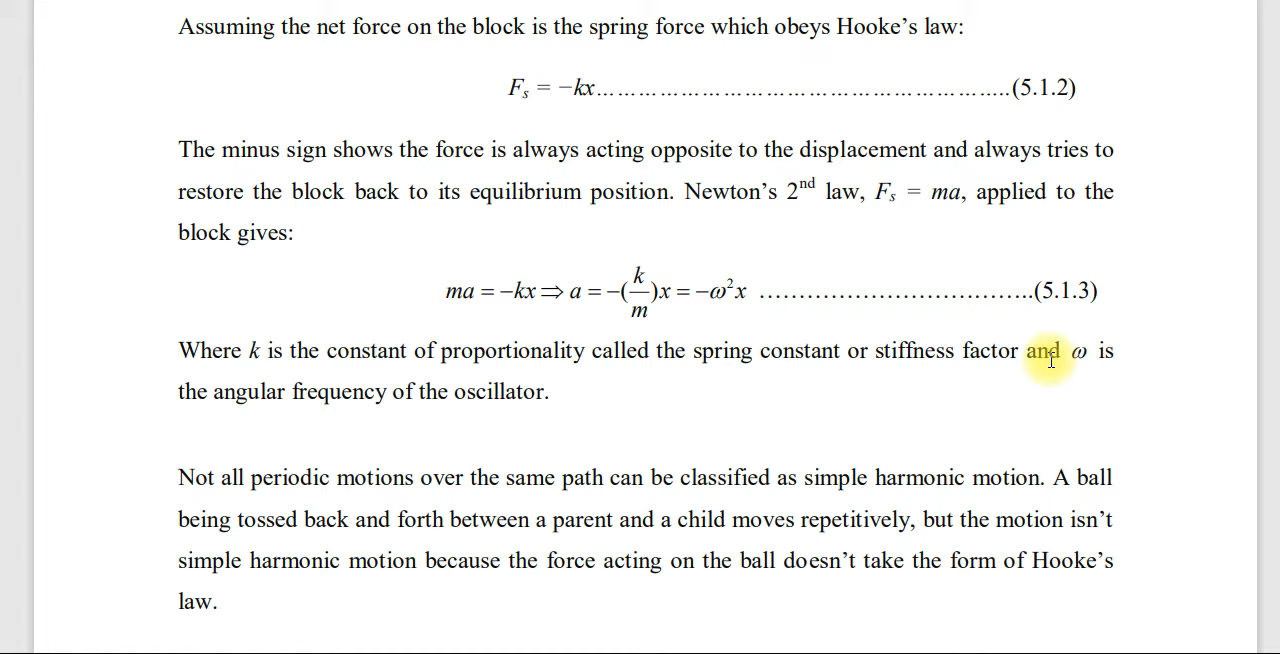 Assuming the net force on the block is the spring force which obeys Hooke’s law:
Fₛ = −kx……………………………………………………..(5.1.2)
The minus sign shows the force is always acting opposite to the displacement and always tries to
restore the block back to its equilibrium position. Newton’s 2ⁿᵈ law, Fₛ = ma, applied to the
block gives:
ma = −kx ⇒ a = −(k/m)x = −ω²x ……………………………..(5.1.3)
Where k is the constant of proportionality called the spring constant or stiffness factor and ω is
the angular frequency of the oscillator.
Not all periodic motions over the same path can be classified as simple harmonic motion. A ball
being tossed back and forth between a parent and a child moves repetitively, but the motion isn’t
simple harmonic motion because the force acting on the ball doesn’t take the form of Hooke’s
law.